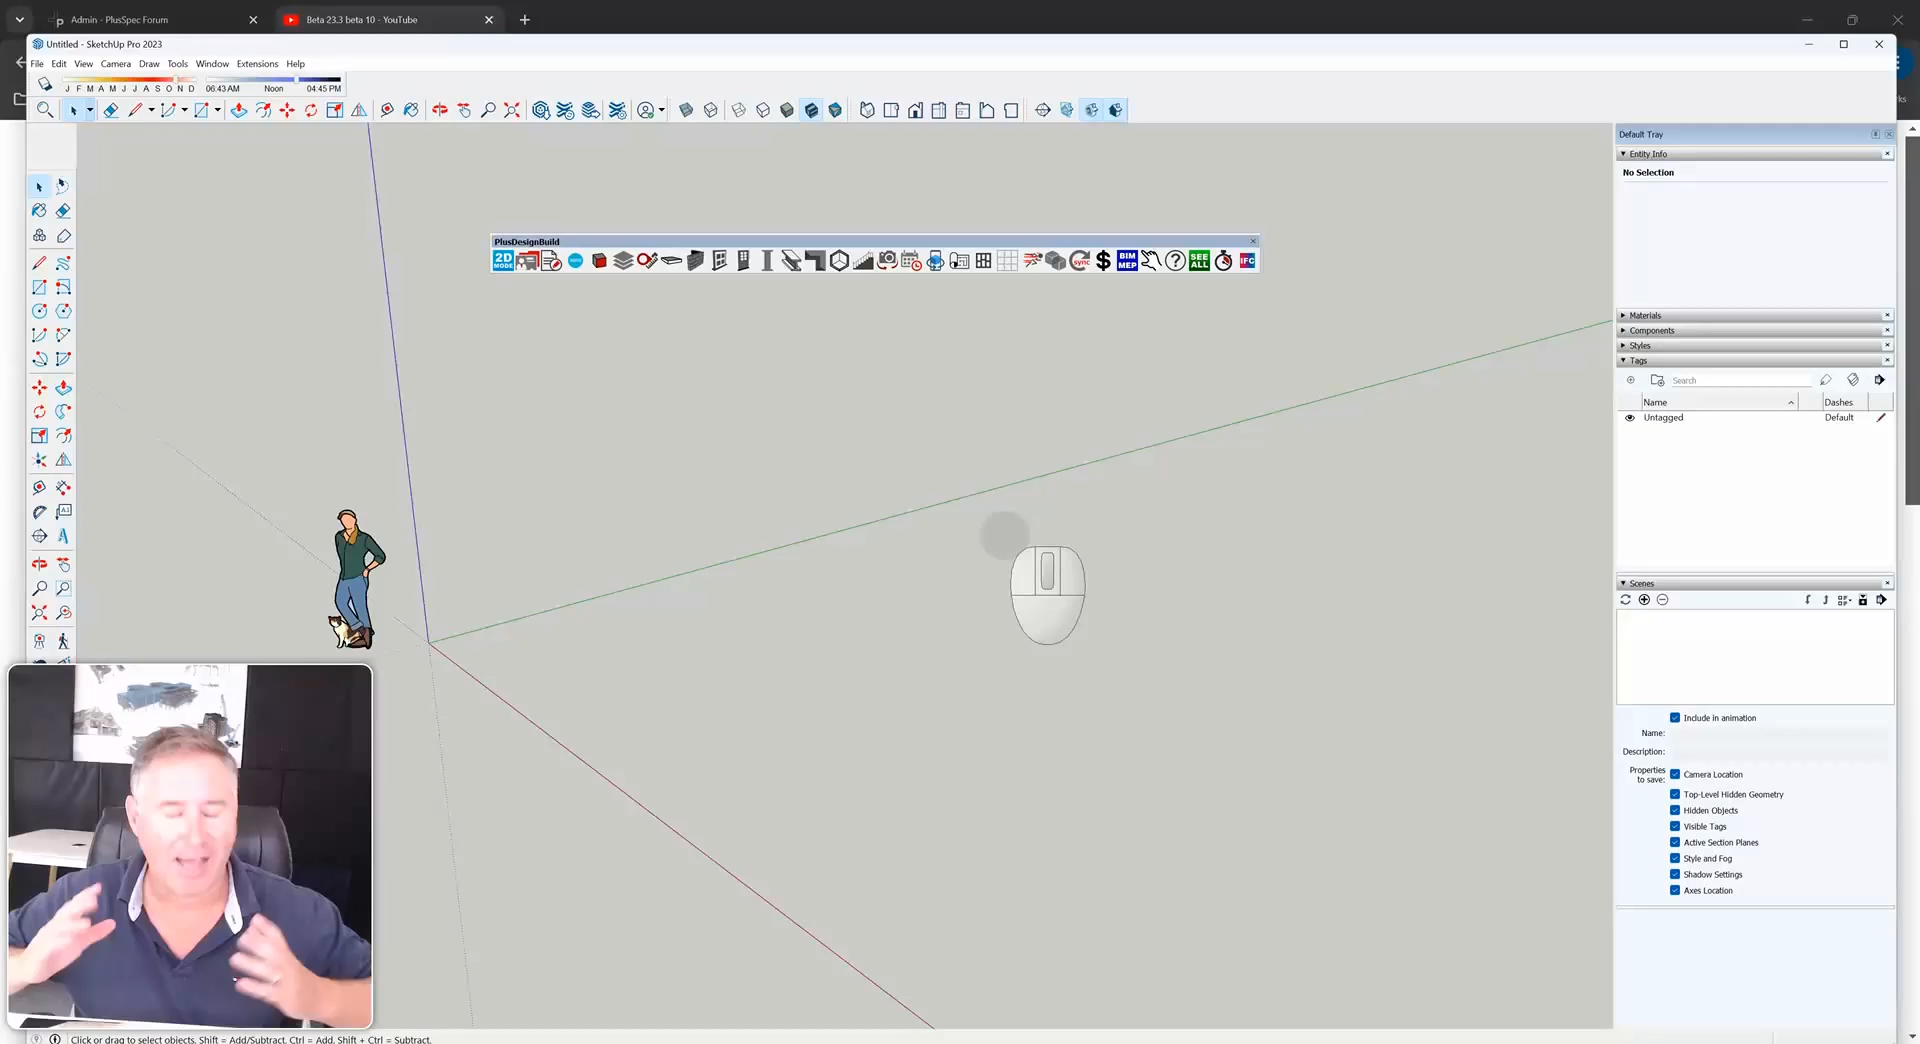 Admin - PlusSpec Forum
Beta 23.3 beta 10 - YouTube
Untitled - SketchUp Pro 2023
File Edit View Camera Draw Tools Window Extensions Help
J F M A M J J A S O N D
06:43 AM Noon 04:45 PM
Default Tray
Entity Info
No Selection
PlusDesignBuild
2D MODE
sync
$
BIM MEP
?
SEE ALL
IFC
Materials
Components
Styles
Tags
Search
Name Dashes
Untagged Default
A1
A
Scenes
Include in animation
Name:
Description:
Properties to save:
Camera Location
Top-Level Hidden Geometry
Hidden Objects
Visible Tags
Active Section Planes
Style and Fog
Shadow Settings
Axes Location
Click or drag to select objects. Shift = Add/Subtract. Ctrl = Add. Shift + Ctrl = Subtract.